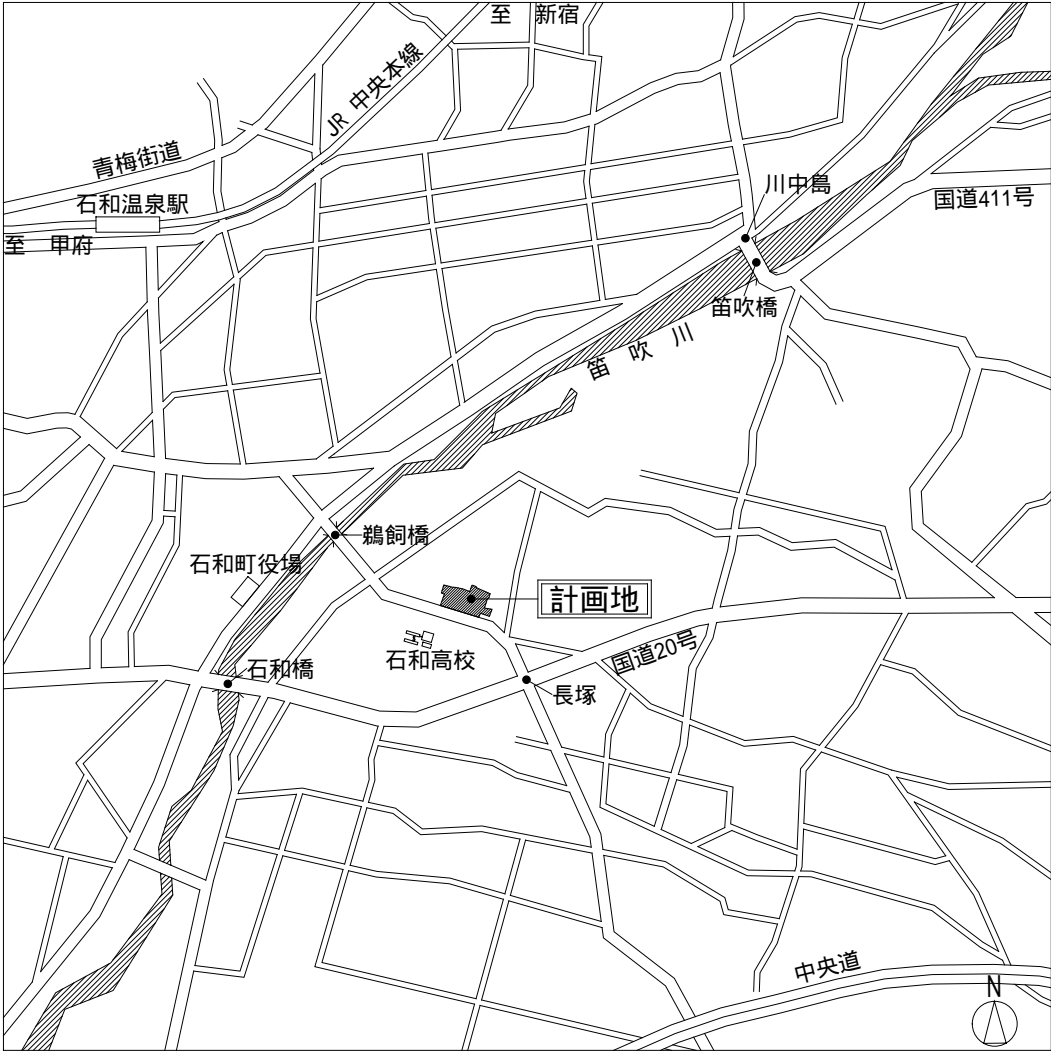 至　新宿
JR 中央本線
青梅街道
石和温泉駅
至　甲府
川中島
国道411号
笛吹橋
笛 吹 川
鵜飼橋
石和町役場
計画地
石和高校
国道20号
石和橋
長塚
中央道
N